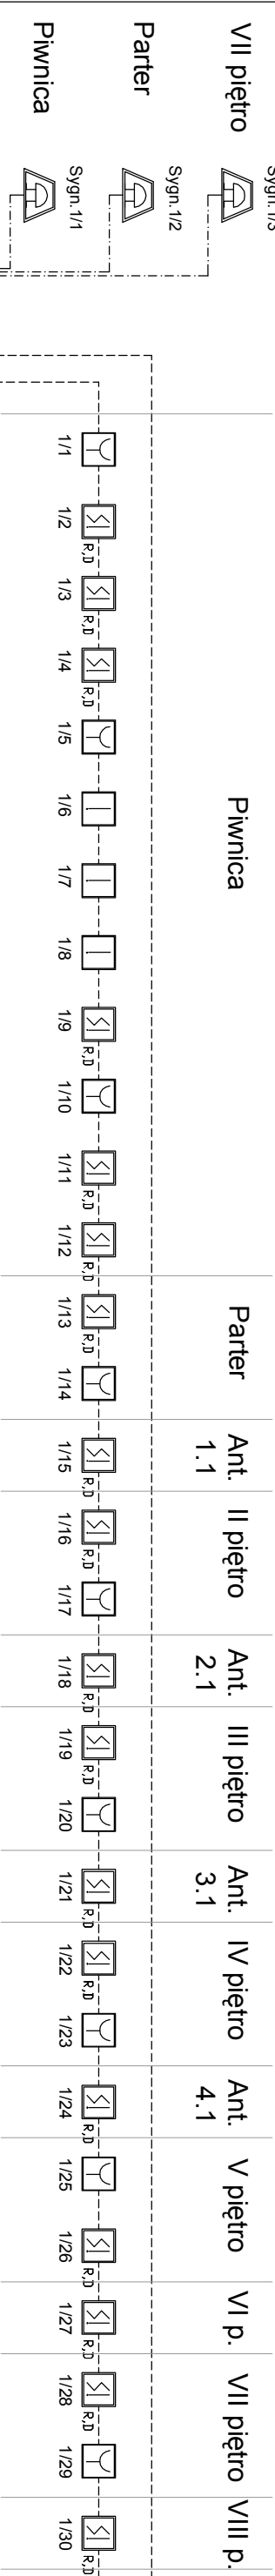 VII piętro
Sygn.1/3
Parter
Sygn.1/2
Piwnica
Sygn.1/1
Piwnica
1/1
1/2
R,D
1/3
R,D
1/4
R,D
1/5
1/6
1/7
1/8
1/9
R,D
1/10
1/11
R,D
1/12
R,D
Parter
1/13
R,D
1/14
Ant.
1.1
1/15
R,D
II piętro
1/16
R,D
1/17
Ant.
2.1
1/18
R,D
III piętro
1/19
R,D
1/20
Ant.
3.1
1/21
R,D
IV piętro
1/22
R,D
1/23
Ant.
4.1
1/24
R,D
V piętro
1/25
1/26
R,D
VI p.
1/27
R,D
VII piętro
1/28
R,D
1/29
VIII p.
1/30
R,D